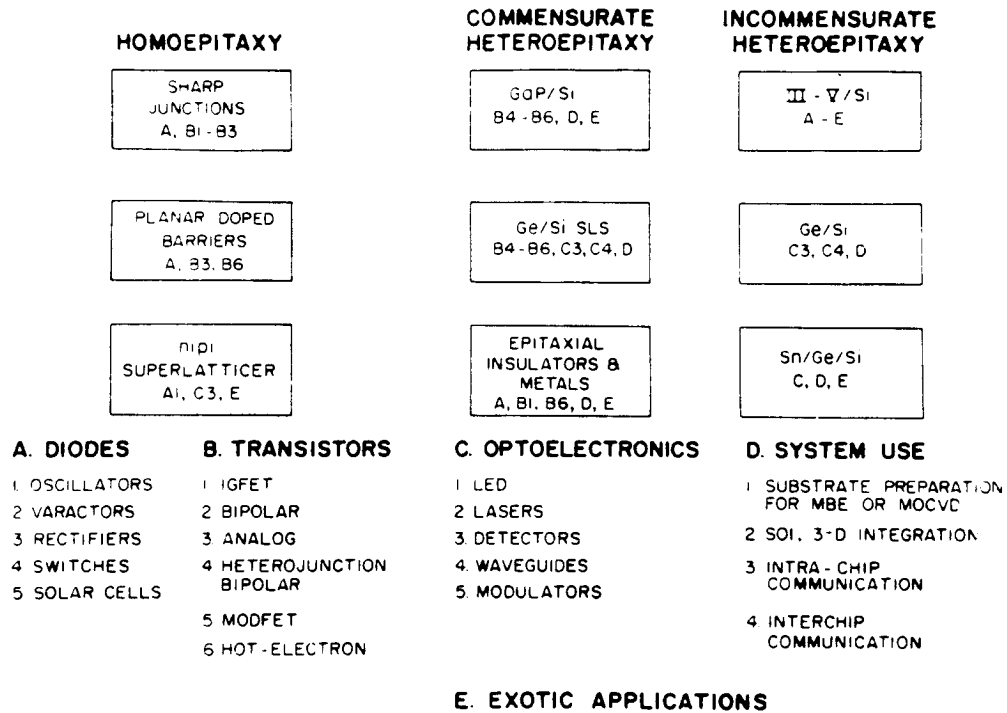 HOMOEPITAXY
COMMENSURATE
HETEROEPITAXY
INCOMMENSURATE
HETEROEPITAXY
SHARP
JUNCTIONS
A, B1-B3
GaP/Si
B4-B6, D, E
III - V/Si
A - E
PLANAR DOPED
BARRIERS
A, B3, B6
Ge/Si SLS
B4-B6, C3, C4, D
Ge/Si
C3, C4, D
nipi
SUPERLATTICER
A1, C3, E
EPITAXIAL
INSULATORS &
METALS
A, B1, B6, D, E
Sn/Ge/Si
C, D, E
A. DIODES
1. OSCILLATORS
2 VARACTORS
3 RECTIFIERS
4 SWITCHES
5 SOLAR CELLS
B. TRANSISTORS
1 IGFET
2 BIPOLAR
3. ANALOG
4 HETEROJUNCTION
BIPOLAR
5 MODFET
6 HOT-ELECTRON
C. OPTOELECTRONICS
1 LED
2 LASERS
3. DETECTORS
4. WAVEGUIDES
5. MODULATORS
D. SYSTEM USE
1 SUBSTRATE PREPARATION
FOR MBE OR MOCVD
2 SOI, 3-D INTEGRATION
3 INTRA-CHIP
COMMUNICATION
4. INTERCHIP
COMMUNICATION
E. EXOTIC APPLICATIONS